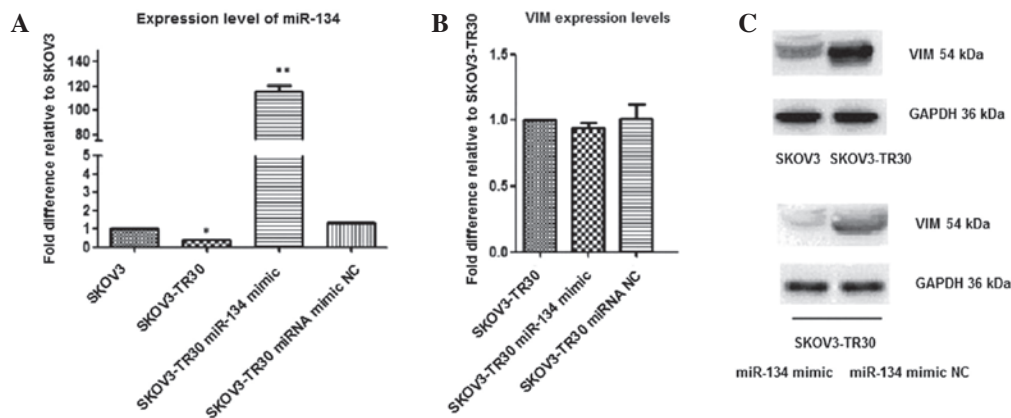 A
Expression level of miR-134
Fold difference relative to SKOV3
140
120
100
80
60
5
4
3
2
1
0
**
*
SKOV3
SKOV3-TR30
SKOV3-TR30 miR-134 mimic
SKOV3-TR30 miRNA mimic NC
B
VIM expression levels
Fold difference relative to SKOV3-TR30
1.5
1.0
0.5
0.0
SKOV3-TR30
SKOV3-TR30 miR-134 mimic
SKOV3-TR30 miRNA NC
C
VIM 54 kDa
GAPDH 36 kDa
SKOV3 SKOV3-TR30
VIM 54 kDa
GAPDH 36 kDa
SKOV3-TR30
miR-134 mimic miR-134 mimic NC